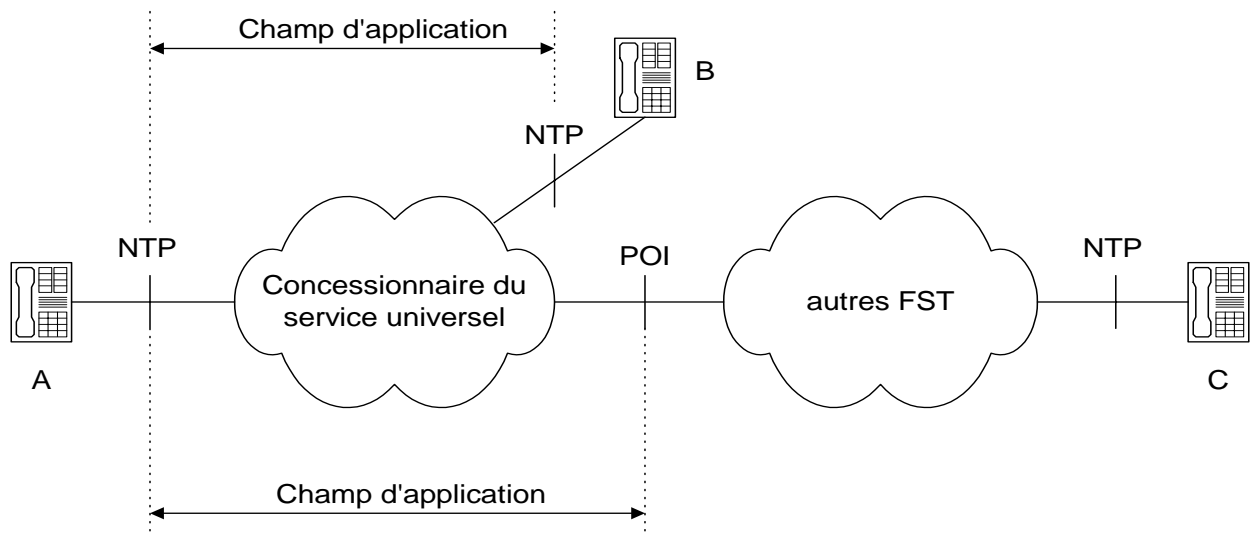 Champ d'application
B
NTP
NTP
POI
NTP
Concessionnaire du
service universel
autres FST
A
C
Champ d'application